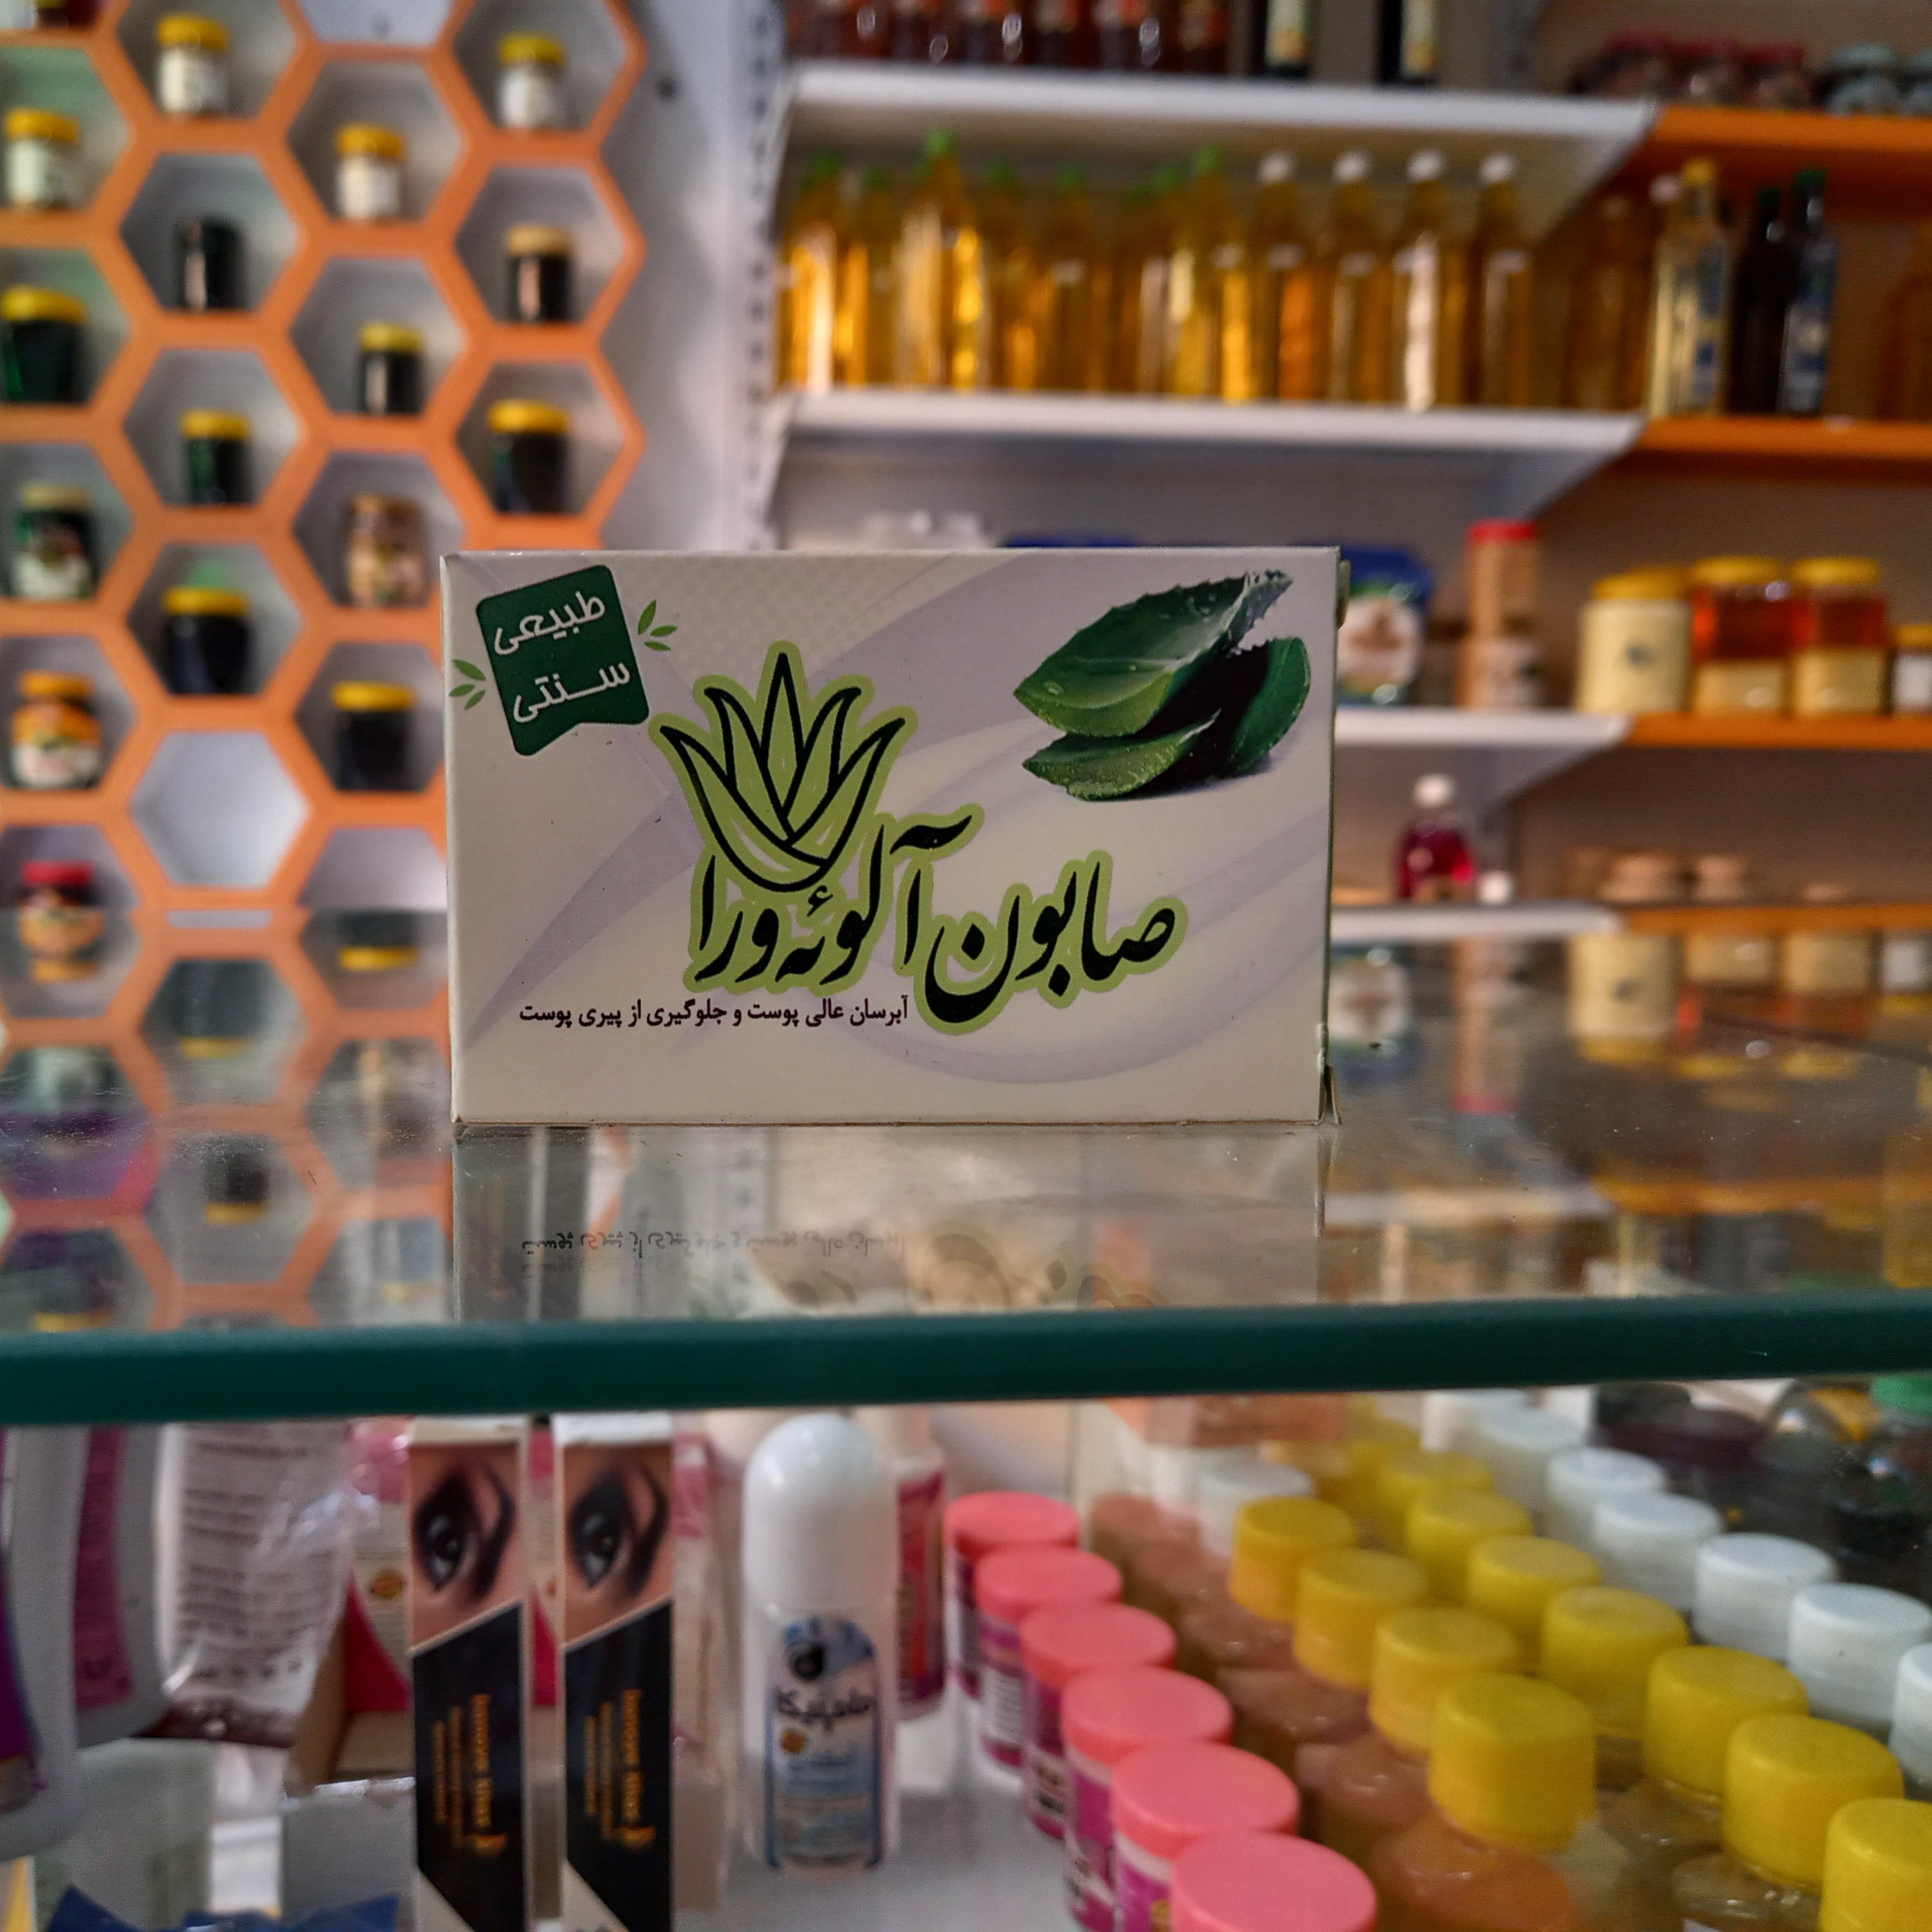 طبیعی
سنتی
صابون آلوئه ورا
آبرسان عالی پوست و جلوگیری از پیری پوست